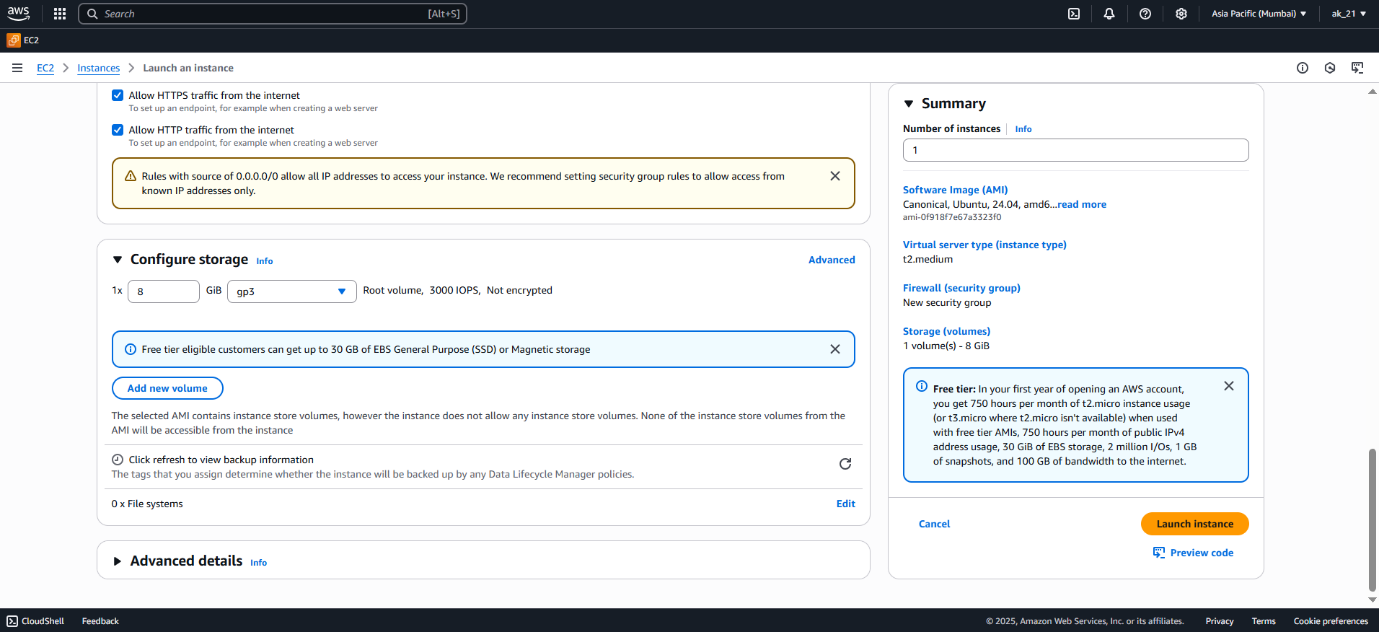 aws
Search
[Alt+S]
Asia Pacific (Mumbai)
ak_21
EC2
EC2
Instances
Launch an instance
Allow HTTPS traffic from the internet
To set up an endpoint, for example when creating a web server
Allow HTTP traffic from the internet
To set up an endpoint, for example when creating a web server
Rules with source of 0.0.0.0/0 allow all IP addresses to access your instance. We recommend setting security group rules to allow access from
known IP addresses only.
Configure storage Info
Advanced
1x 8 GiB gp3 Root volume, 3000 IOPS, Not encrypted
Free tier eligible customers can get up to 30 GB of EBS General Purpose (SSD) or Magnetic storage
Add new volume
The selected AMI contains instance store volumes, however the instance does not allow any instance store volumes. None of the instance store volumes from the
AMI will be accessible from the instance
Click refresh to view backup information
The tags that you assign determine whether the instance will be backed up by any Data Lifecycle Manager policies.
0 x File systems
Edit
Advanced details Info
Summary
Number of instances Info
1
Software Image (AMI)
Canonical, Ubuntu, 24.04, amd6...read more
ami-0f918f7e67a3323f0
Virtual server type (instance type)
t2.medium
Firewall (security group)
New security group
Storage (volumes)
1 volume(s) - 8 GiB
Free tier: In your first year of opening an AWS account,
you get 750 hours per month of t2.micro instance usage
(or t3.micro where t2.micro isn't available) when used
with free tier AMIs, 750 hours per month of public IPv4
address usage, 30 GiB of EBS storage, 2 million I/Os, 1 GB
of snapshots, and 100 GB of bandwidth to the internet.
Cancel
Launch instance
Preview code
CloudShell
Feedback
© 2025, Amazon Web Services, Inc. or its affiliates.
Privacy
Terms
Cookie preferences